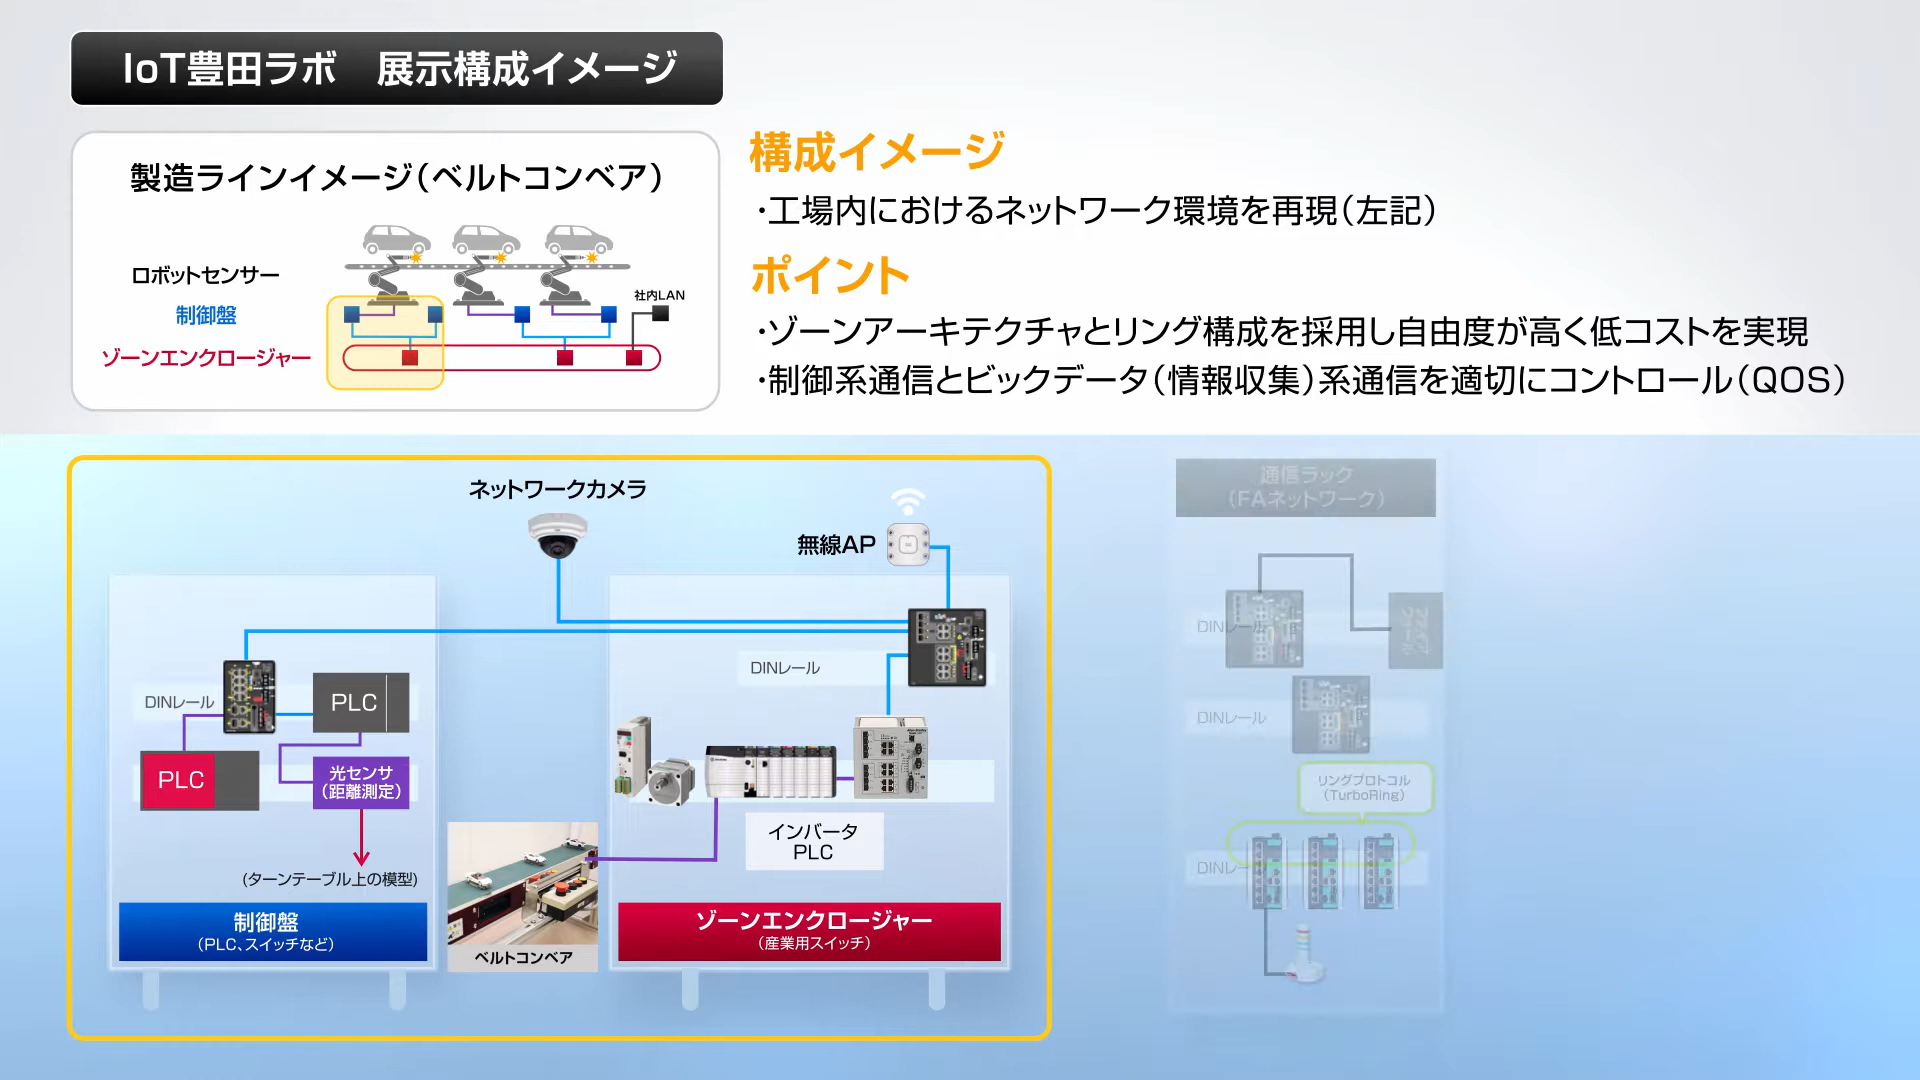 IoT豊田ラボ　展示構成イメージ
製造ラインイメージ（ベルトコンベア）
ロボットセンサー
制御盤
ゾーンエンクロージャー
社内LAN
構成イメージ
・工場内におけるネットワーク環境を再現（左記）
ポイント
・ゾーンアーキテクチャとリング構成を採用し自由度が高く低コストを実現
・制御系通信とビックデータ（情報収集）系通信を適切にコントロール（QOS）
ネットワークカメラ
無線AP
DINレール
PLC
PLC
光センサ
（距離測定）
(ターンテーブル上の模型)
制御盤
（PLC、スイッチなど）
ベルトコンベア
DINレール
インバータ
PLC
ゾーンエンクロージャー
（産業用スイッチ）
通信ラック
（FAネットワーク）
DINレール
DINレール
リングプロトコル
（TurboRing）
DINレール